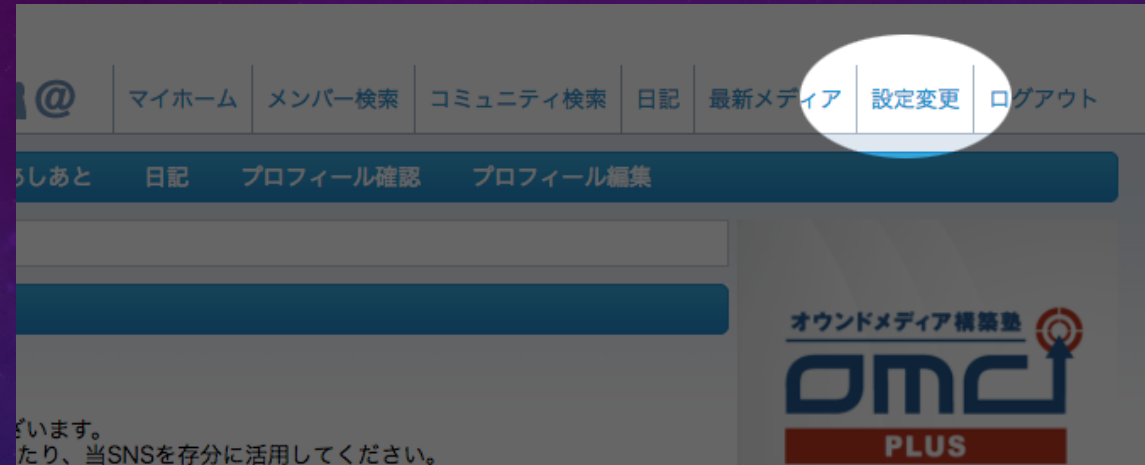 @
マイホーム
メンバー検索
コミュニティ検索
日記
最新メディア
設定変更
ログアウト
あしあと
日記
プロフィール確認
プロフィール編集
オウンドメディア構築塾
omcj
PLUS
ざいます。
たり、当SNSを存分に活用してください。